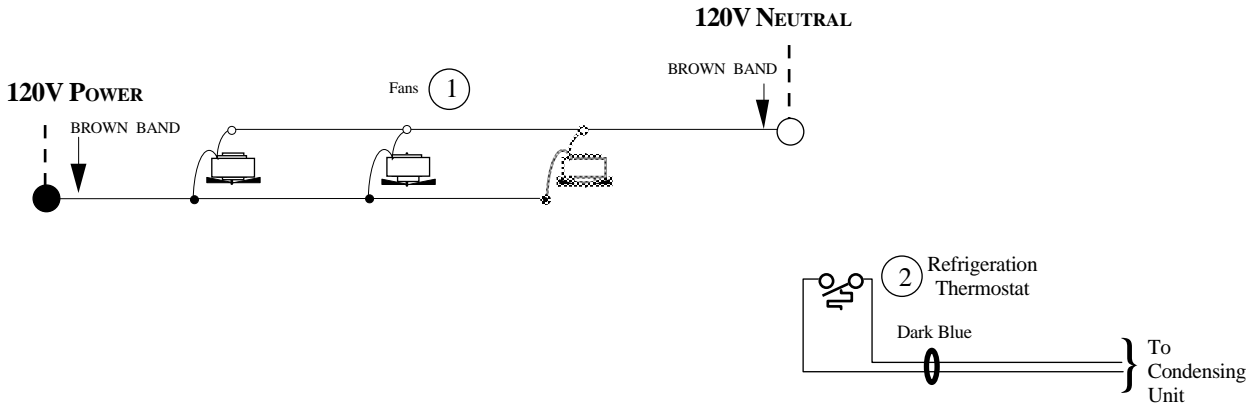 120V NEUTRAL
BROWN BAND
Fans 1
120V POWER
BROWN BAND
2 Refrigeration
Thermostat
Dark Blue
To
Condensing
Unit